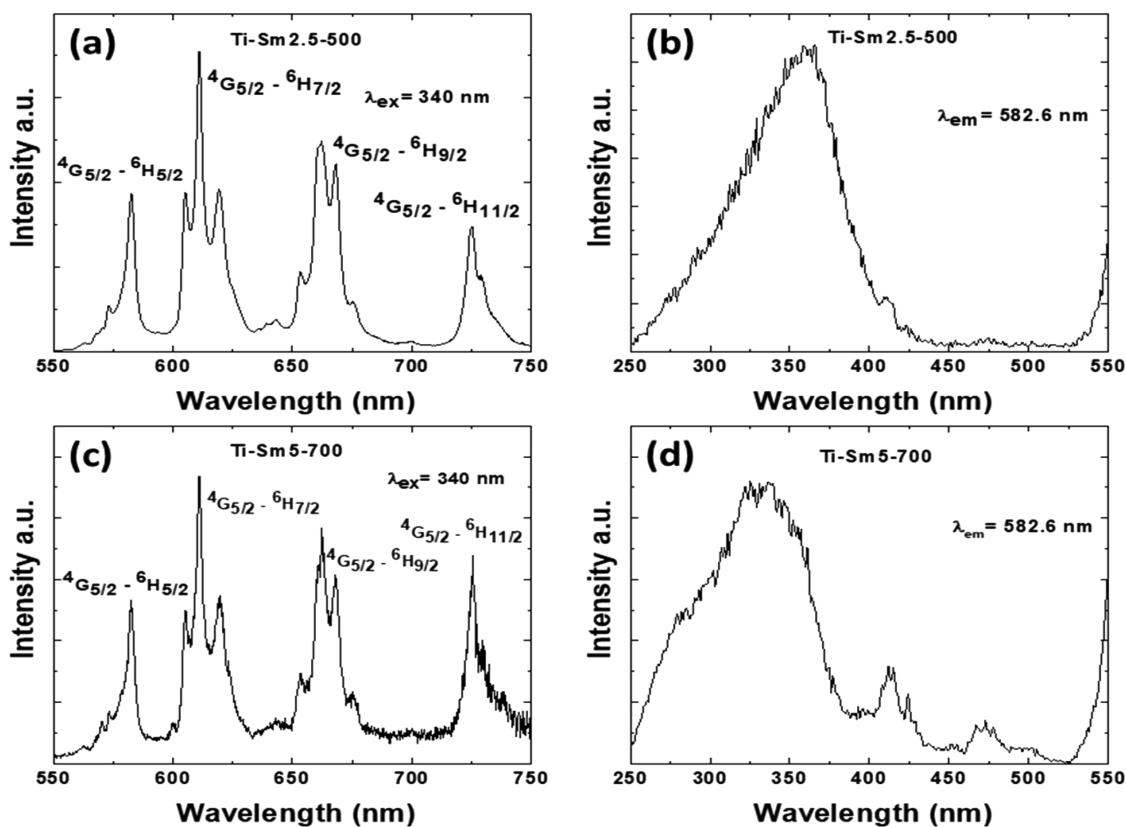 (a)
Ti-Sm2.5-500
⁴G₅/₂ - ⁶H₇/₂
λex= 340 nm
⁴G₅/₂ - ⁶H₉/₂
⁴G₅/₂ - ⁶H₅/₂
⁴G₅/₂ - ⁶H₁₁/₂
Intensity a.u.
550 600 650 700 750
Wavelength (nm)
(b)
Ti-Sm2.5-500
λem= 582.6 nm
Intensity a.u.
250 300 350 400 450 500 550
Wavelength (nm)
(c)
Ti-Sm5-700
λex= 340 nm
⁴G₅/₂ - ⁶H₇/₂
⁴G₅/₂ - ⁶H₁₁/₂
⁴G₅/₂ - ⁶H₉/₂
⁴G₅/₂ - ⁶H₅/₂
Intensity a.u.
550 600 650 700 750
Wavelength (nm)
(d)
Ti-Sm5-700
λem= 582.6 nm
Intensity a.u.
250 300 350 400 450 500 550
Wavelength (nm)